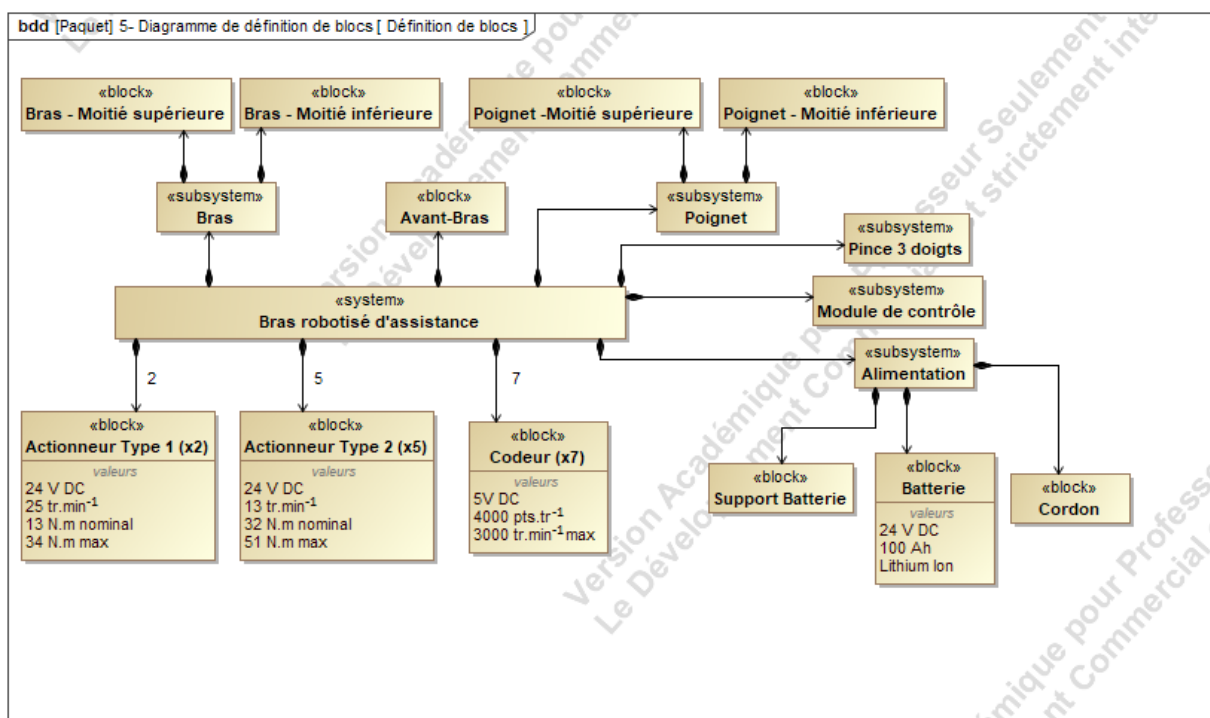 bdd [Paquet] 5- Diagramme de définition de blocs [ Définition de blocs ]
«block»
Bras - Moitié supérieure
«block»
Bras - Moitié inférieure
«block»
Poignet -Moitié supérieure
«block»
Poignet - Moitié inférieure
«subsystem»
Bras
«block»
Avant-Bras
«subsystem»
Poignet
«subsystem»
Pince 3 doigts
«system»
Bras robotisé d'assistance
«subsystem»
Module de contrôle
«subsystem»
Alimentation
2
5
7
«block»
Actionneur Type 1 (x2)
valeurs
24 V DC
25 tr.min-1
13 N.m nominal
34 N.m max
«block»
Actionneur Type 2 (x5)
valeurs
24 V DC
13 tr.min-1
32 N.m nominal
51 N.m max
«block»
Codeur (x7)
valeurs
5V DC
4000 pts.tr-1
3000 tr.min-1 max
«block»
Support Batterie
«block»
Batterie
valeurs
24 V DC
100 Ah
Lithium Ion
«block»
Cordon